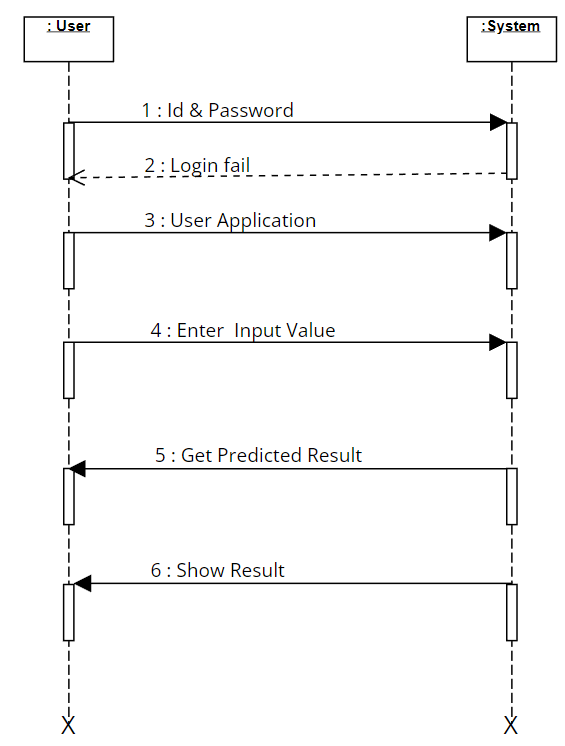 : User
:System
1 : Id & Password
2 : Login fail
3 : User Application
4 : Enter  Input Value
5 : Get Predicted Result
6 : Show Result
X
X